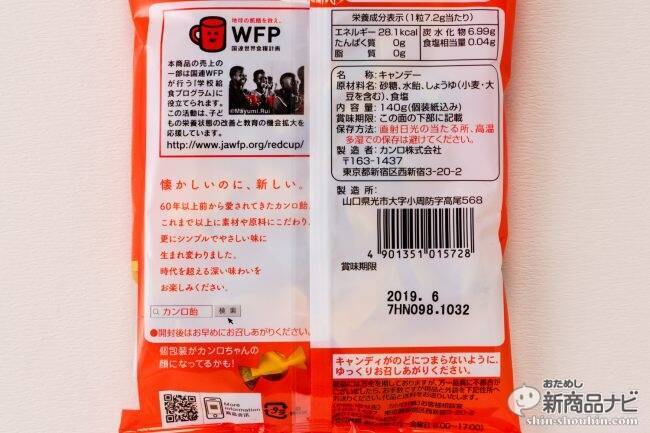 地球の飢餓を救え。
WFP
国連世界食糧計画
本商品の売上の
一部は国連WFP
が行う「学校給
食プログラム」に
役立てられます。
この活動は、子ど
もの栄養状態の改善と教育の機会拡大を
応援しています。
©Mayumi.Rui
http://www.jawfp.org/redcup/
懐かしいのに、新しい。
60年以上前から愛されてきたカンロ飴。
これまで以上に素材や原料にこだわり、
更にシンプルでやさしい味に
生まれ変わりました。
時代を超える深い味わいを
お楽しみください。
カンロ飴 検索
●開封後はお早めにお召しあがりください。
個包装がカンロちゃんの
顔になってるかも!
More
Information
商品合诉
栄養成分表示(1粒7.2g当たり)
エネルギー 28.1kcal 炭水化物 6.99g
たんぱく質 0g 食塩相当量 0.04g
脂質 0g
名称:キャンデー
原材料名:砂糖、水飴、しょうゆ(小麦・大
豆を含む)、食塩
内容量:140g(個装紙込み)
賞味期限:この面の下部に記載
保存方法:直射日光の当たる所、高温
多湿での保存は避けてください。
製造者:カンロ株式会社
〒163-1437
東京都新宿区西新宿3-20-2
製造所:
山口県光市大字小周防字高尾568
4 901351 015728
賞味期限
2019. 6
7HN098.1032
キャンディがのどにつまらないように、
ゆっくりお召しあがりください。
おためし
新商品ナビ
shin-shouhin.com